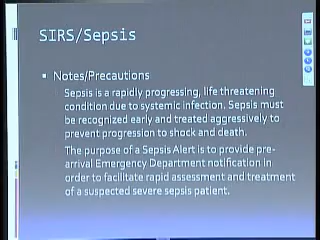 SIRS/Sepsis
Notes/Precautions
Sepsis is a rapidly progressing, life threatening
condition due to systemic infection. Sepsis must
be recognized early and treated aggressively to
prevent progression to shock and death.
The purpose of a Sepsis Alert is to provide pre-
arrival Emergency Department notification in
order to facilitate rapid assessment and treatment
of a suspected severe sepsis patient.